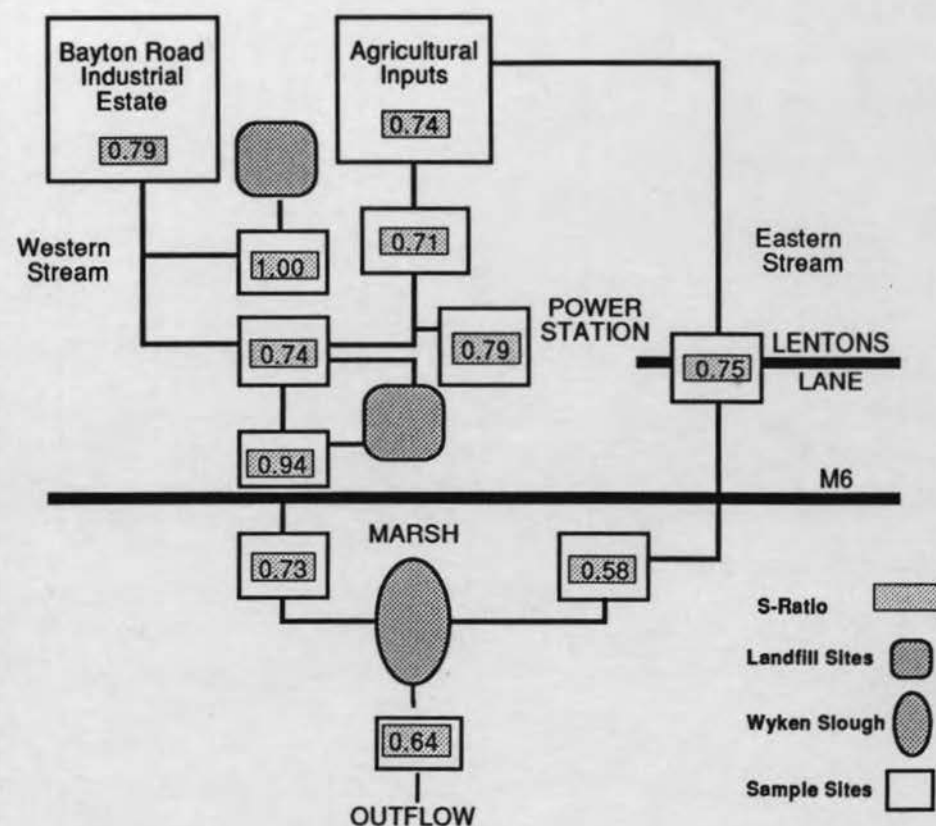 Bayton Road
Industrial
Estate
0.79
Agricultural
Inputs
0.74
Western
Stream
1.00
0.71
Eastern
Stream
POWER
STATION
0.74
0.79
LENTONS
0.75
LANE
0.94
M6
MARSH
0.73
0.58
S-Ratio
Landfill Sites
Wyken Slough
0.64
Sample Sites
OUTFLOW